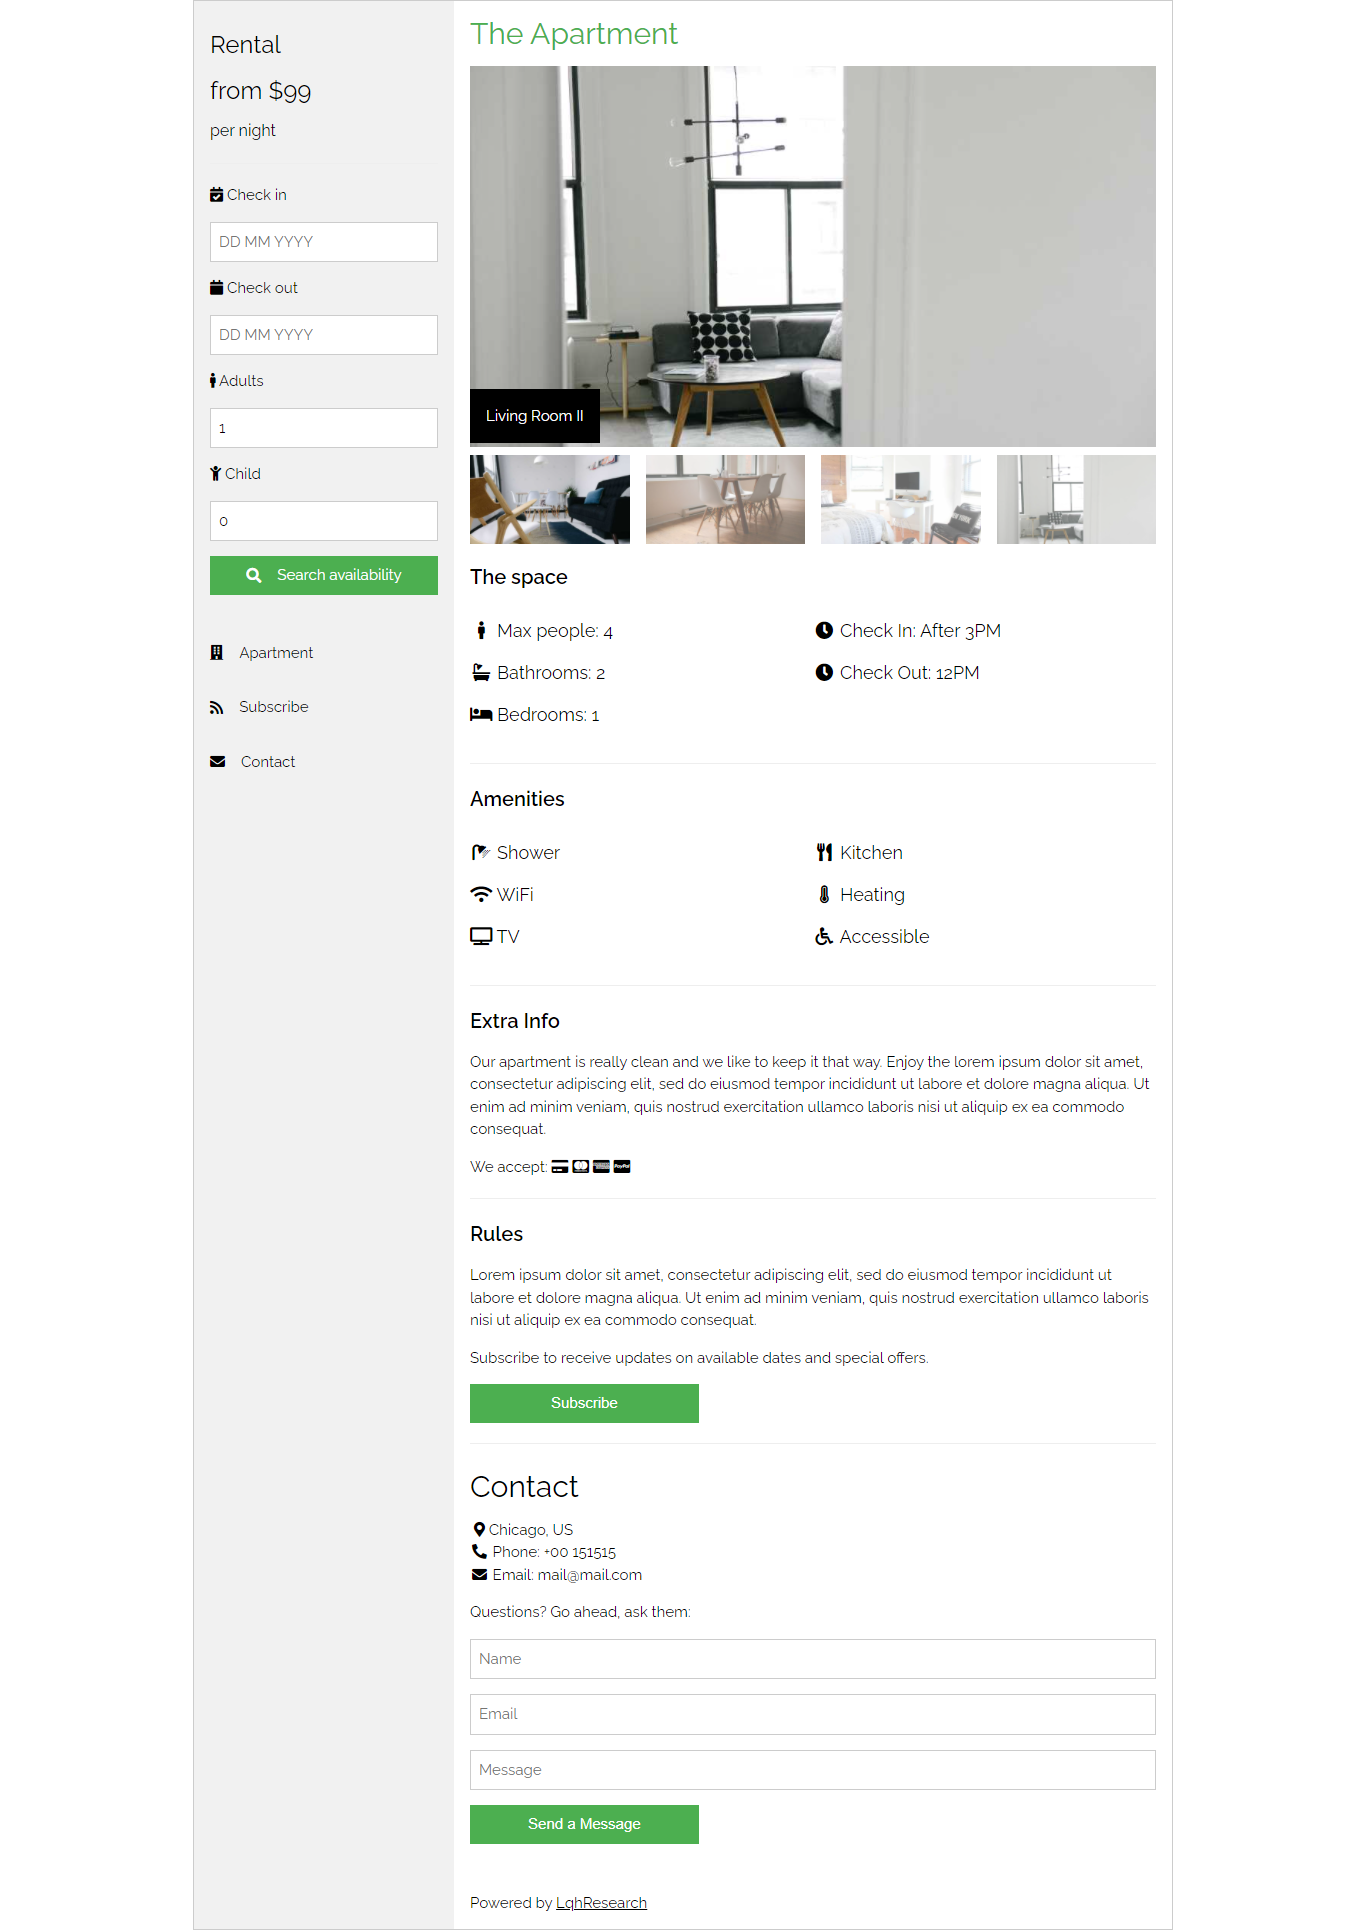 Rental
from $99
per night
Check in
DD MM YYYY
Check out
DD MM YYYY
Adults
1
Child
0
Search availability
Apartment
Subscribe
Contact
The Apartment
Living Room II
The space
Max people: 4
Bathrooms: 2
Bedrooms: 1
Check In: After 3PM
Check Out: 12PM
Amenities
Shower
WiFi
TV
Kitchen
Heating
Accessible
Extra Info
Our apartment is really clean and we like to keep it that way. Enjoy the lorem ipsum dolor sit amet,
consectetur adipiscing elit, sed do eiusmod tempor incididunt ut labore et dolore magna aliqua. Ut
enim ad minim veniam, quis nostrud exercitation ullamco laboris nisi ut aliquip ex ea commodo
consequat.
We accept: PayPal
Rules
Lorem ipsum dolor sit amet, consectetur adipiscing elit, sed do eiusmod tempor incididunt ut
labore et dolore magna aliqua. Ut enim ad minim veniam, quis nostrud exercitation ullamco laboris
nisi ut aliquip ex ea commodo consequat.
Subscribe to receive updates on available dates and special offers.
Subscribe
Contact
Chicago, US
Phone: +00 151515
Email: mail@mail.com
Questions? Go ahead, ask them:
Name
Email
Message
Send a Message
Powered by LqhResearch